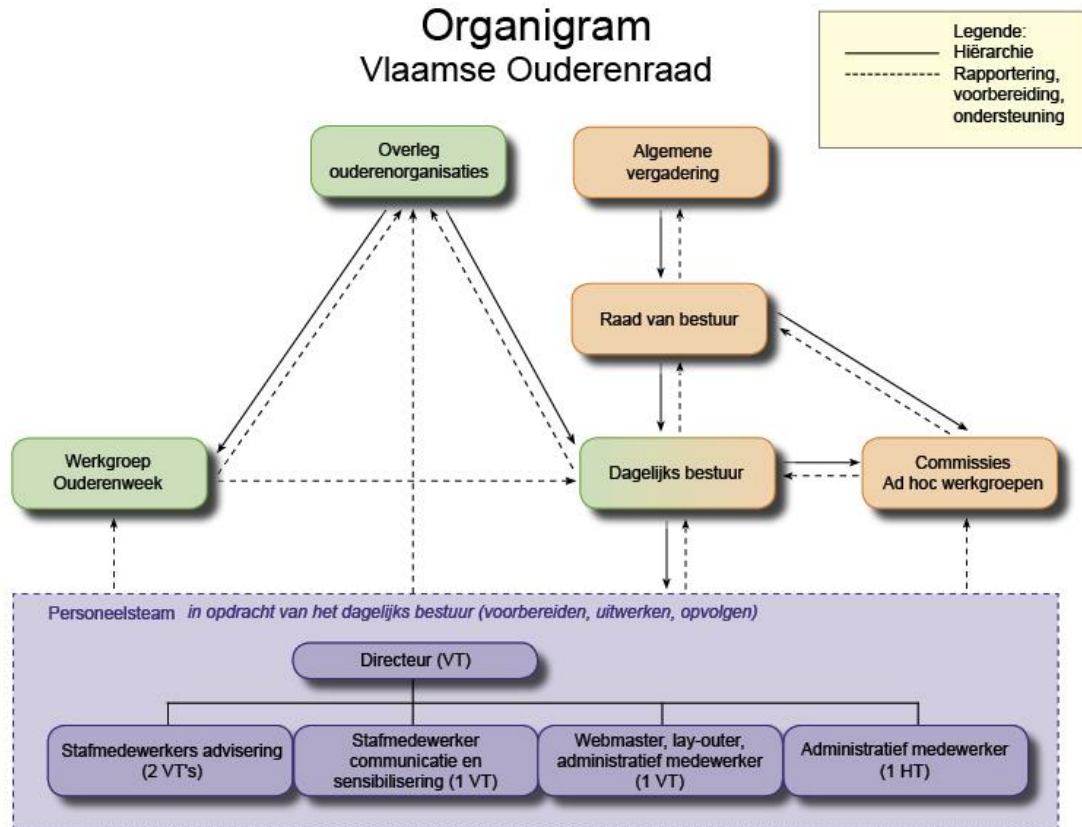 Organigram
Vlaamse Ouderenraad
Legende:
Hiërarchie
Rapportering,
voorbereiding,
ondersteuning
Overleg
ouderenorganisaties
Algemene
vergadering
Raad van bestuur
Werkgroep
Ouderenweek
Dagelijks bestuur
Commissies
Ad hoc werkgroepen
Personeelsteam in opdracht van het dagelijks bestuur (voorbereiden, uitwerken, opvolgen)
Directeur (VT)
Stafmedewerkers advisering
(2 VT's)
Stafmedewerker
communicatie en
sensibilisering (1 VT)
Webmaster, lay-outer,
administratief medewerker
(1 VT)
Administratief medewerker
(1 HT)